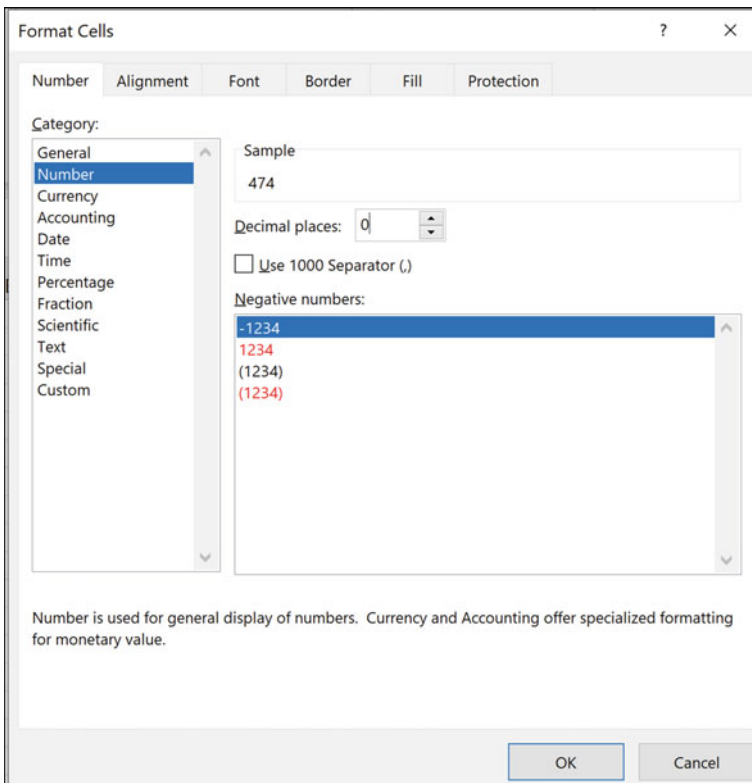 Format Cells ?
Number Alignment Font Border Fill Protection
Category:
General
Number
Currency
Accounting
Date
Time
Percentage
Fraction
Scientific
Text
Special
Custom
Sample
474
Decimal places: 0
Use 1000 Separator (,)
Negative numbers:
-1234
1234
(1234)
(1234)
Number is used for general display of numbers. Currency and Accounting offer specialized formatting
for monetary value.
OK Cancel